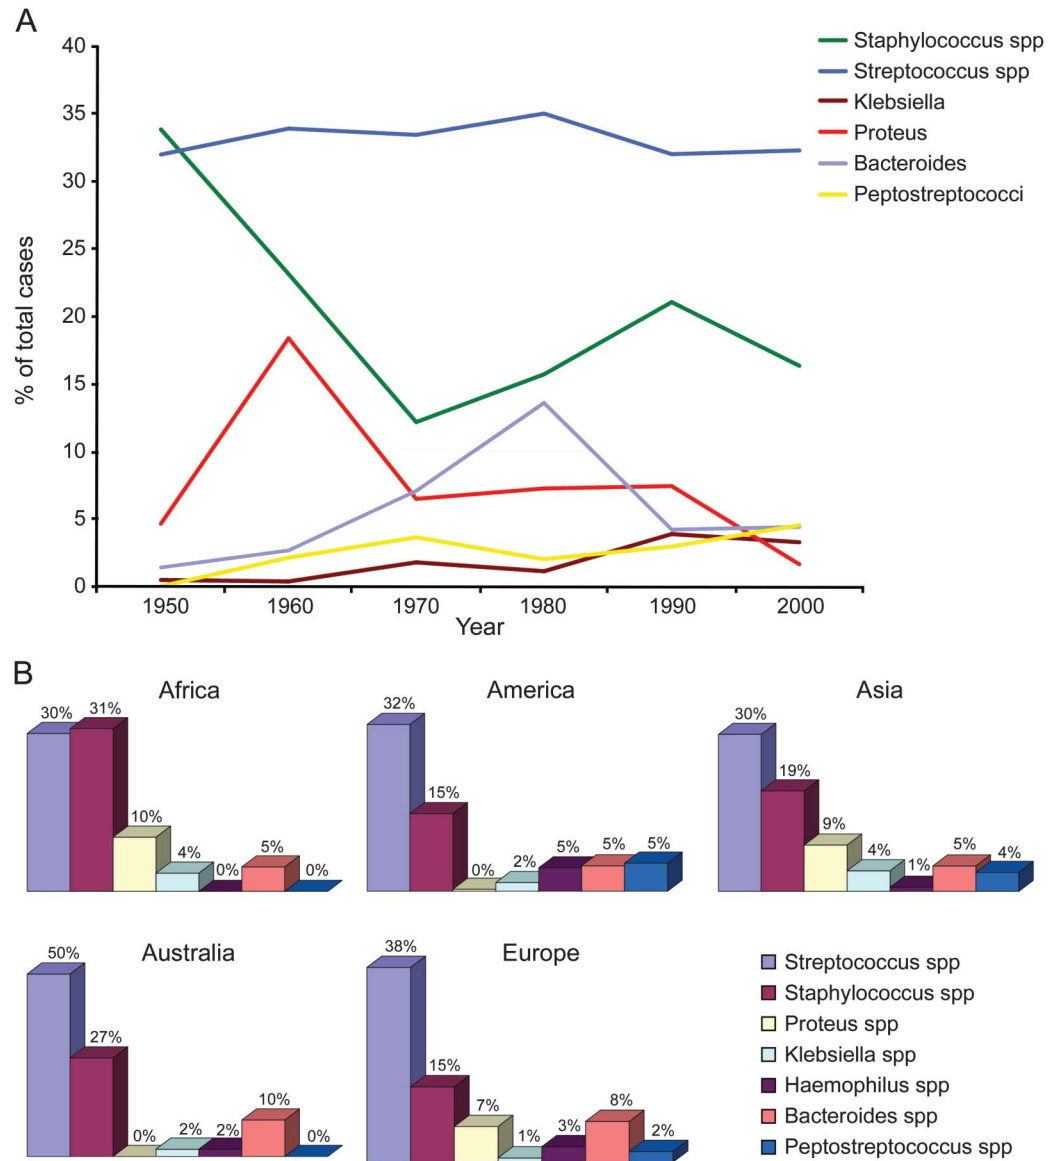 A
40
35
30
25
20
15
10
5
0
% of total cases
1950 1960 1970 1980 1990 2000
Year
Staphylococcus spp
Streptococcus spp
Klebsiella
Proteus
Bacteroides
Peptostreptococci
B
Africa
30% 31% 10% 4% 0% 5% 0%
America
32% 15% 0% 2% 5% 5% 5%
Asia
30% 19% 9% 4% 1% 5% 4%
Australia
50% 27% 0% 2% 2% 10% 0%
Europe
38% 15% 7% 1% 3% 8% 2%
Streptococcus spp
Staphylococcus spp
Proteus spp
Klebsiella spp
Haemophilus spp
Bacteroides spp
Peptostreptococcus spp